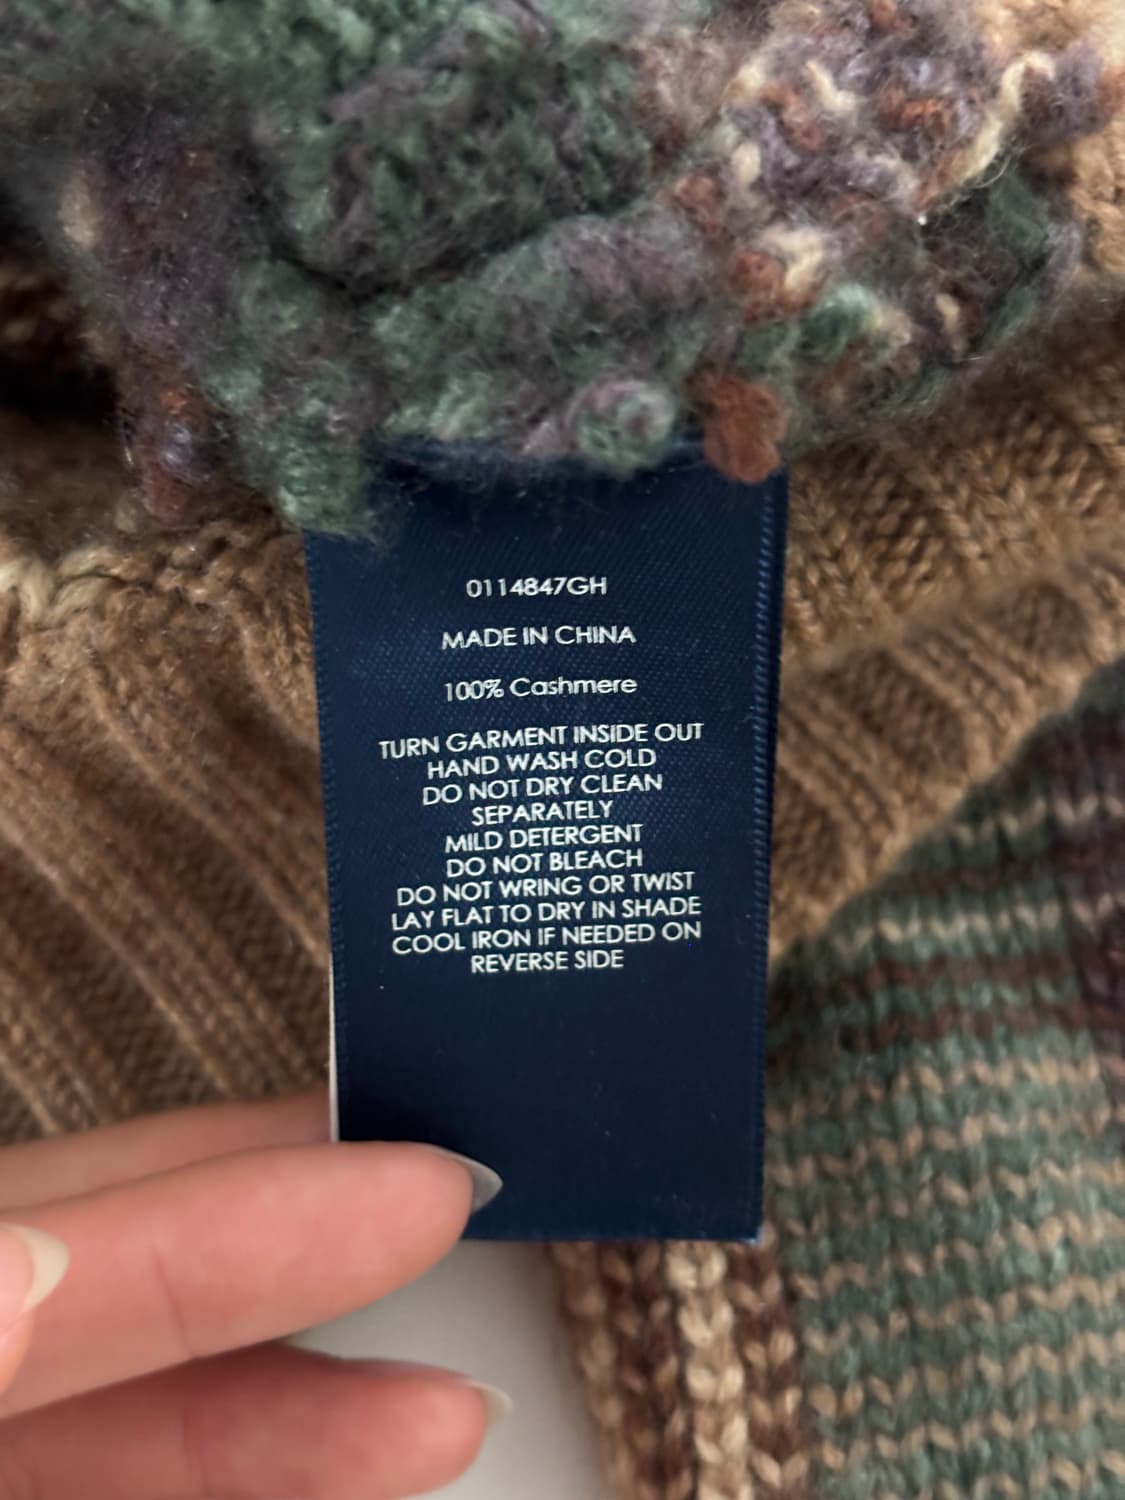 0114847GH
MADE IN CHINA
100% Cashmere
TURN GARMENT INSIDE OUT
HAND WASH COLD
DO NOT DRY CLEAN
SEPARATELY
MILD DETERGENT
DO NOT BLEACH
DO NOT WRING OR TWIST
LAY FLAT TO DRY IN SHADE
COOL IRON IF NEEDED ON
REVERSE SIDE